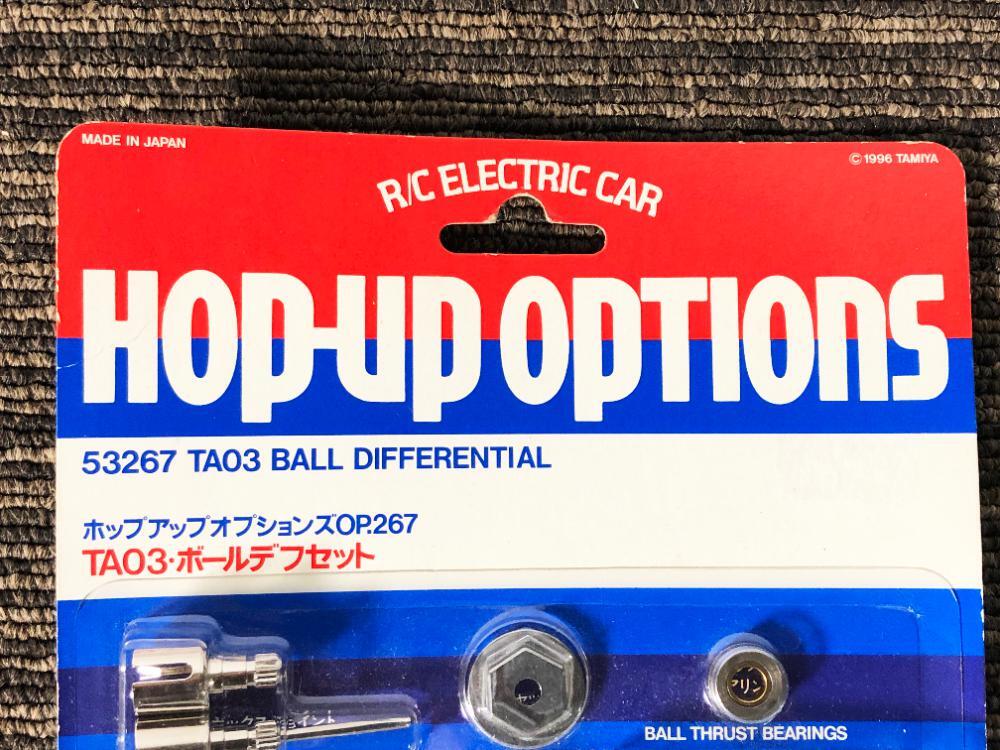 MADE IN JAPAN
© 1996 TAMIYA
R/C ELECTRIC CAR
HOP-UP OPTIONS
53267 TA03 BALL DIFFERENTIAL
ホップアップオプションズOP.267
TA03・ボールデフセット
BALL THRUST BEARINGS